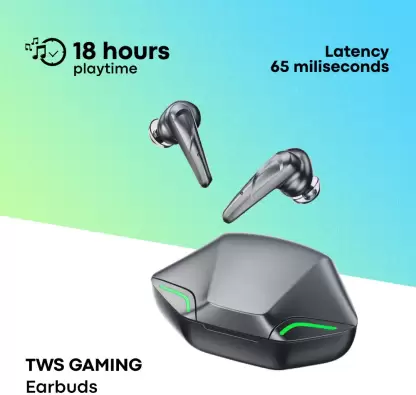 18 hours
playtime
Latency
65 miliseconds
TWS GAMING
Earbuds